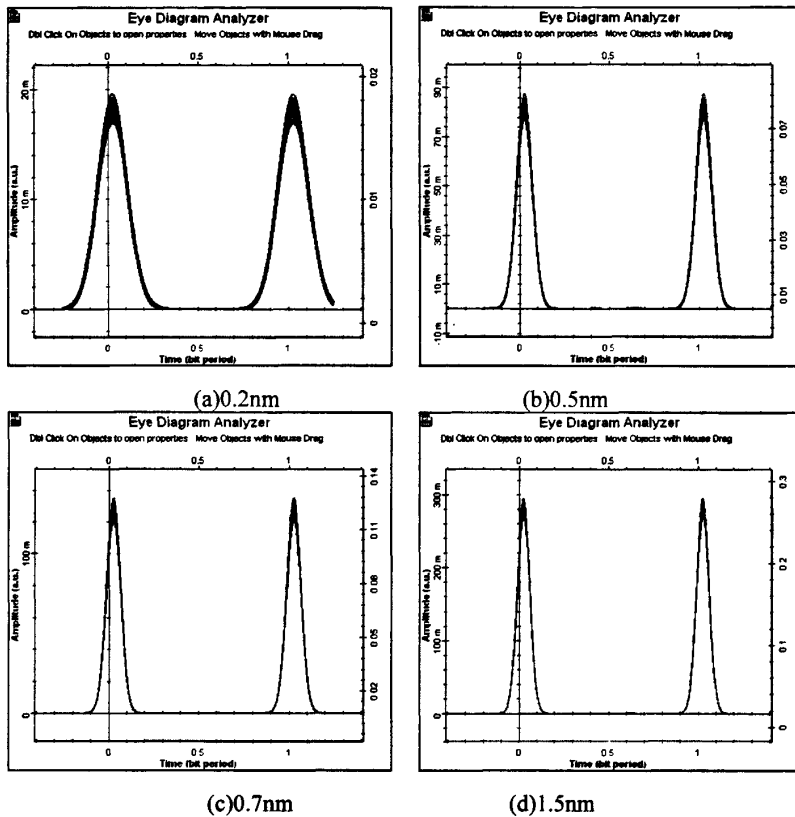 Eye Diagram Analyzer
Dbl Click On Objects to open properties Move Objects with Mouse Drag
0 0.5 1
Amplitude (a.u.)
20 m
10 m
0
0.02
0.01
0
0 0.5 1
Time (bit period)
(a)0.2nm
Eye Diagram Analyzer
Dbl Click On Objects to open properties Move Objects with Mouse Drag
0 0.5 1
Amplitude (a.u.)
90 m
70 m
50 m
30 m
10 m
-10 m
0.07
0.05
0.03
0.01
0 0.5 1
Time (bit period)
(b)0.5nm
Eye Diagram Analyzer
Dbl Click On Objects to open properties Move Objects with Mouse Drag
0 0.5 1
Amplitude (a.u.)
100 m
0
0.14
0.12
0.08
0.05
0.02
0 0.5 1
Time (bit period)
(c)0.7nm
Eye Diagram Analyzer
Dbl Click On Objects to open properties Move Objects with Mouse Drag
0 0.5 1
Amplitude (a.u.)
300 m
200 m
100 m
0
0.3
0.2
0.1
0
0 0.5 1
Time (bit period)
(d)1.5nm